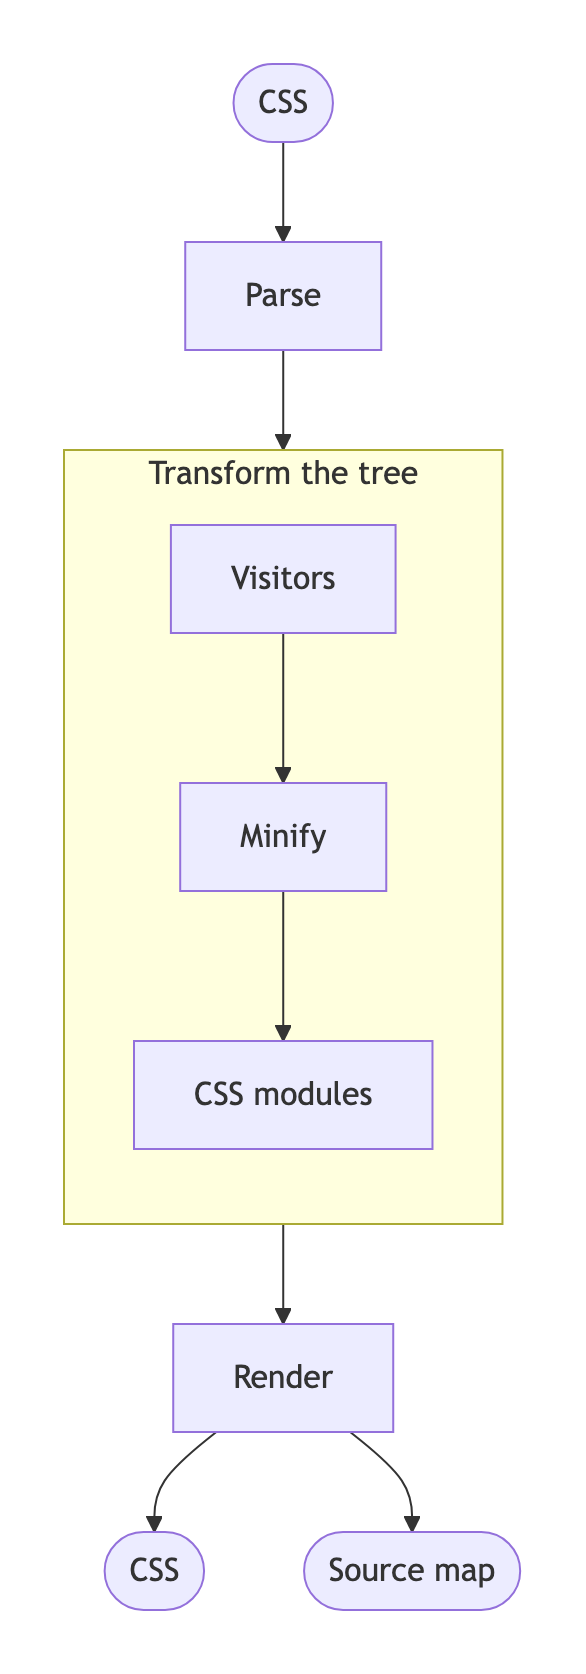 CSS
Parse
Transform the tree
Visitors
Minify
CSS modules
Render
CSS
Source map